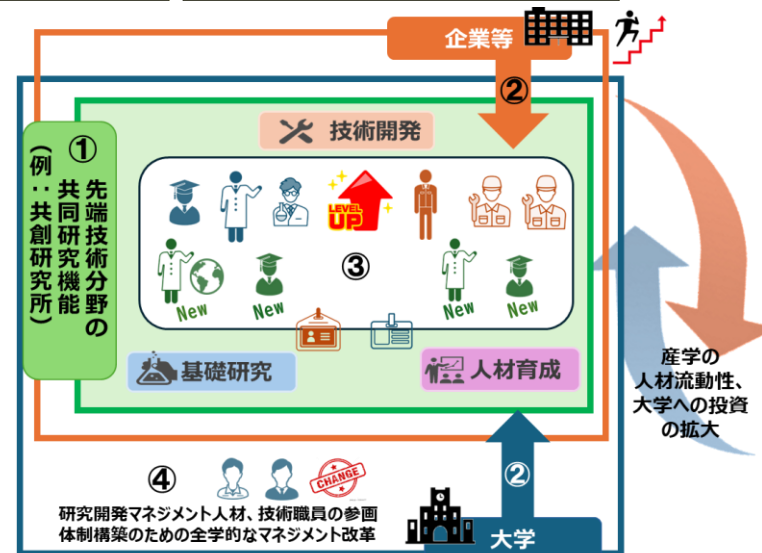 企業等
②
技術開発
①
先端技術分野の
共同研究機能
(例:共創研究所)
LEVEL
UP
③
New
New
New
New
基礎研究
人材育成
産学の
人材流動性、
大学への投資
の拡大
④
CHANGE
研究開発マネジメント人材、技術職員の参画
体制構築のための全学的なマネジメント改革
②
大学